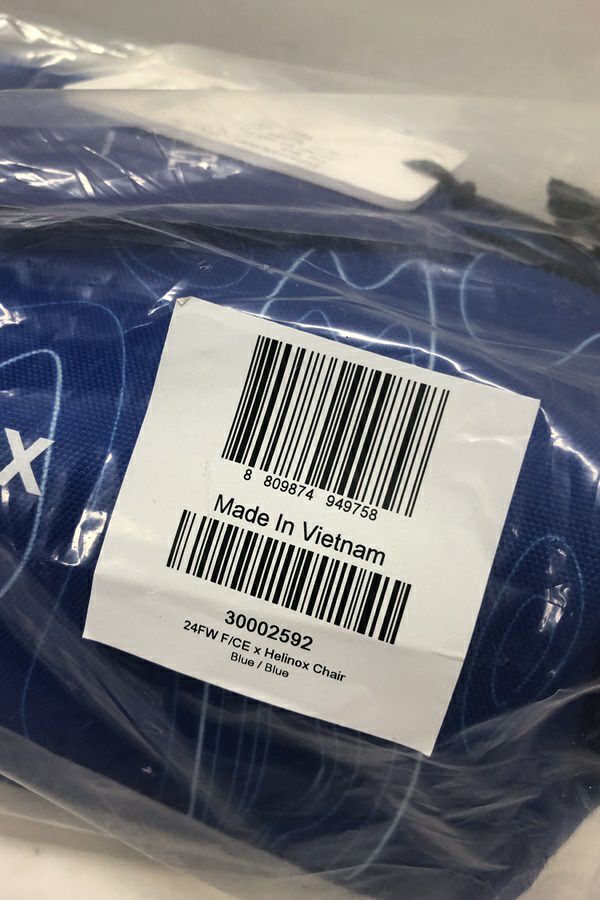 x
8 809874 949758
Made In Vietnam
30002592
24FW F/CE x Helinox Chair
Blue / Blue